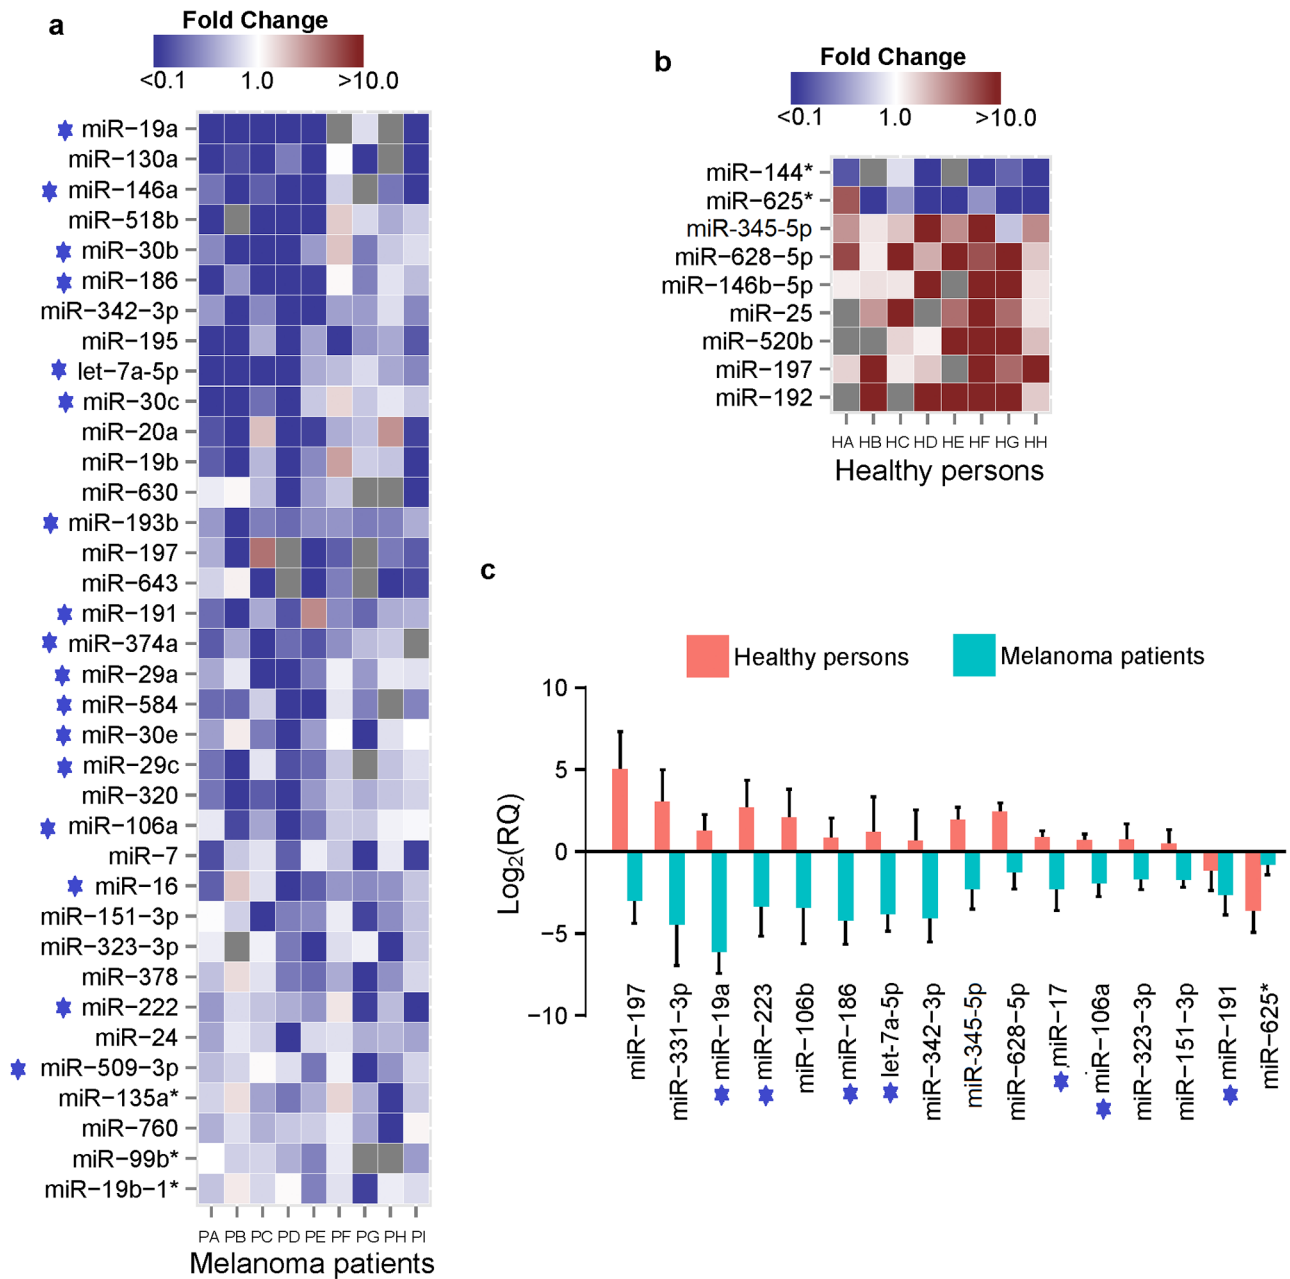 a
Fold Change
<0.1 1.0 >10.0
miR−19a
miR−130a
miR−146a
miR−518b
miR−30b
miR−186
miR−342−3p
miR−195
let−7a-5p
miR−30c
miR−20a
miR−19b
miR−630
miR−193b
miR−197
miR−643
miR−191
miR−374a
miR−29a
miR−584
miR−30e
miR−29c
miR−320
miR−106a
miR−7
miR−16
miR−151−3p
miR−323−3p
miR−378
miR−222
miR−24
miR−509−3p
miR−135a*
miR−760
miR−99b*
miR−19b−1*
PA PB PC PD PE PF PG PH PI
Melanoma patients
b
Fold Change
<0.1 1.0 >10.0
miR−144*
miR−625*
miR-345-5p
miR−628−5p
miR−146b−5p
miR−25
miR−520b
miR−197
miR−192
HA HB HC HD HE HF HG HH
Healthy persons
c
Healthy persons
Melanoma patients
10
5
0
−5
−10
Log2(RQ)
miR−197
miR−331−3p
miR−19a
miR−223
miR−106b
miR−186
let−7a-5p
miR−342−3p
miR-345-5p
miR−628−5p
miR−17
miR−106a
miR−323−3p
miR−151−3p
miR−191
miR−625*